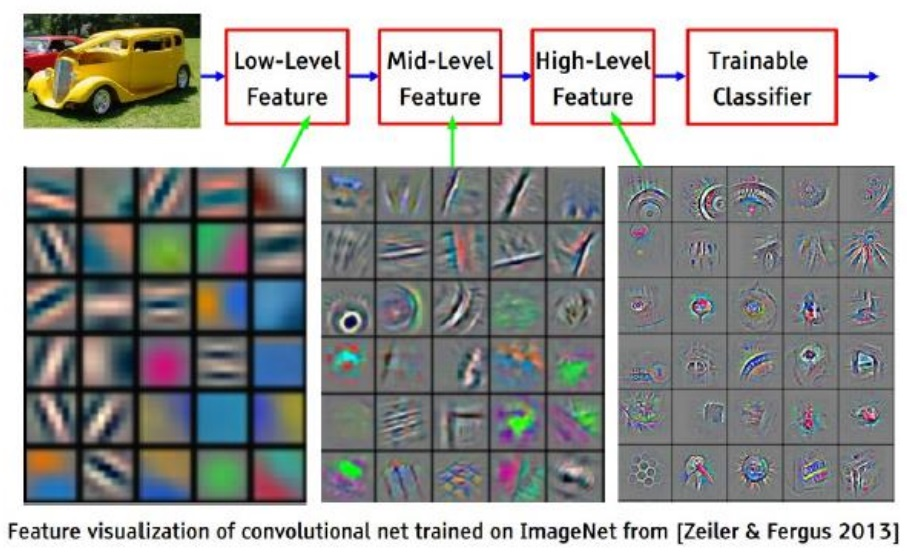 Low-Level
Feature
Mid-Level
Feature
High-Level
Feature
Trainable
Classifier
Feature visualization of convolutional net trained on ImageNet from [Zeiler & Fergus 2013]